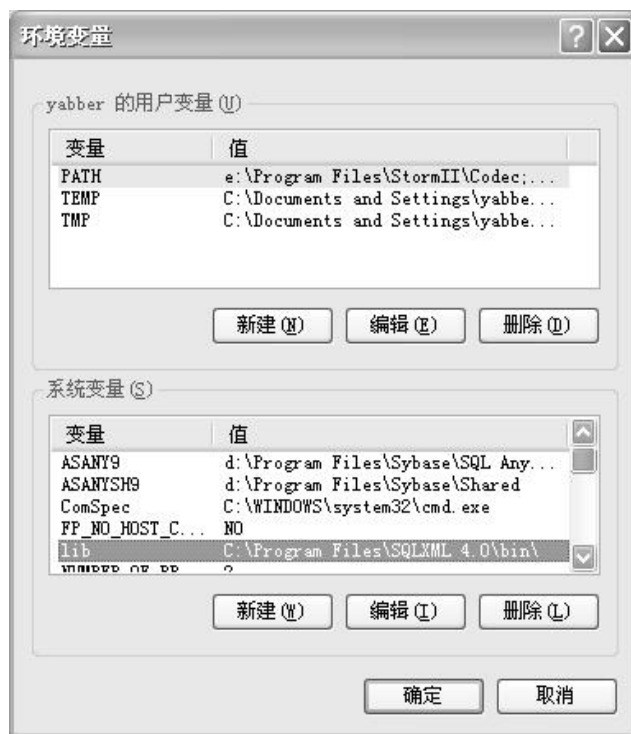 环境变量
yabber 的用户变量(U)
变量 值
PATH e:\Program Files\StormII\Codec;...
TEMP C:\Documents and Settings\yabbe...
TMP C:\Documents and Settings\yabbe...
新建(N) 编辑(E) 删除(D)
系统变量(S)
变量 值
ASANY9 d:\Program Files\Sybase\SQL Any...
ASANYSH9 d:\Program Files\Sybase\Shared
ComSpec C:\WINDOWS\system32\cmd.exe
FP_NO_HOST_C... NO
lib C:\Program Files\SQLXML 4.0\bin\
新建(W) 编辑(I) 删除(L)
确定 取消